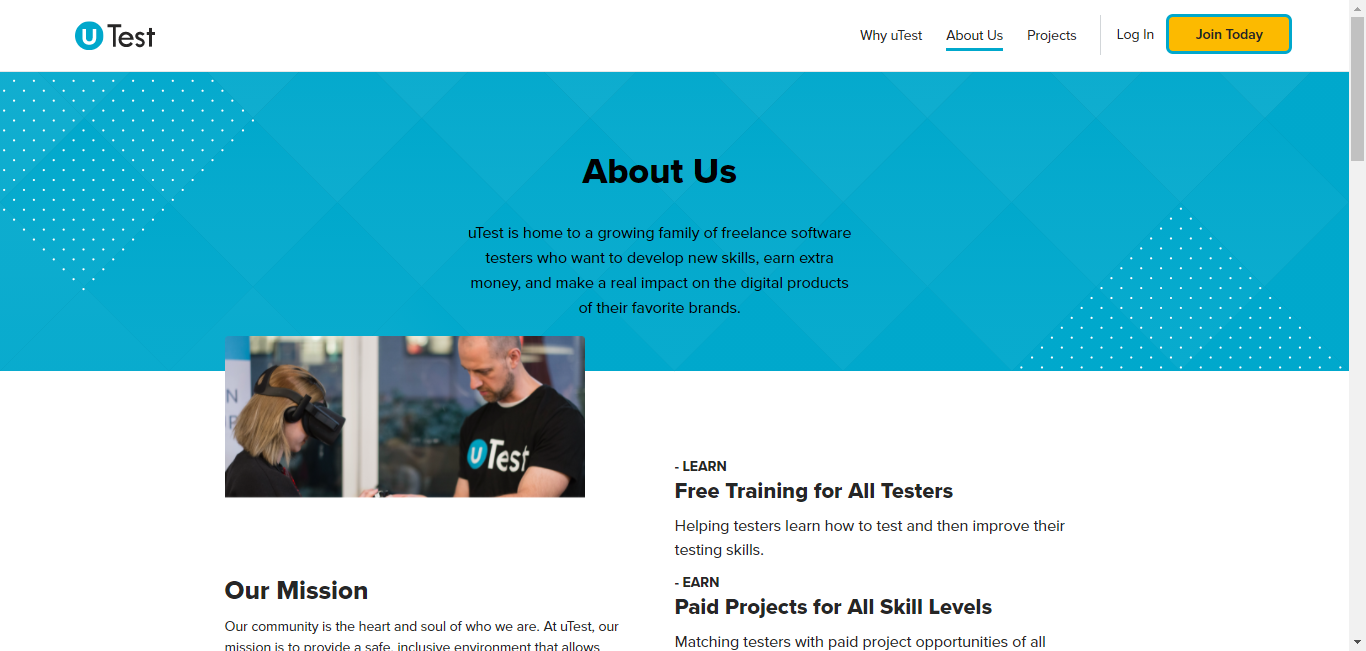 uTest
Why uTest
About Us
Projects
Log In
Join Today
About Us
uTest is home to a growing family of freelance software
testers who want to develop new skills, earn extra
money, and make a real impact on the digital products
of their favorite brands.
uTest
- LEARN
Free Training for All Testers
Helping testers learn how to test and then improve their
testing skills.
- EARN
Paid Projects for All Skill Levels
Matching testers with paid project opportunities of all
Our Mission
Our community is the heart and soul of who we are. At uTest, our
mission is to provide a safe, inclusive environment that allows